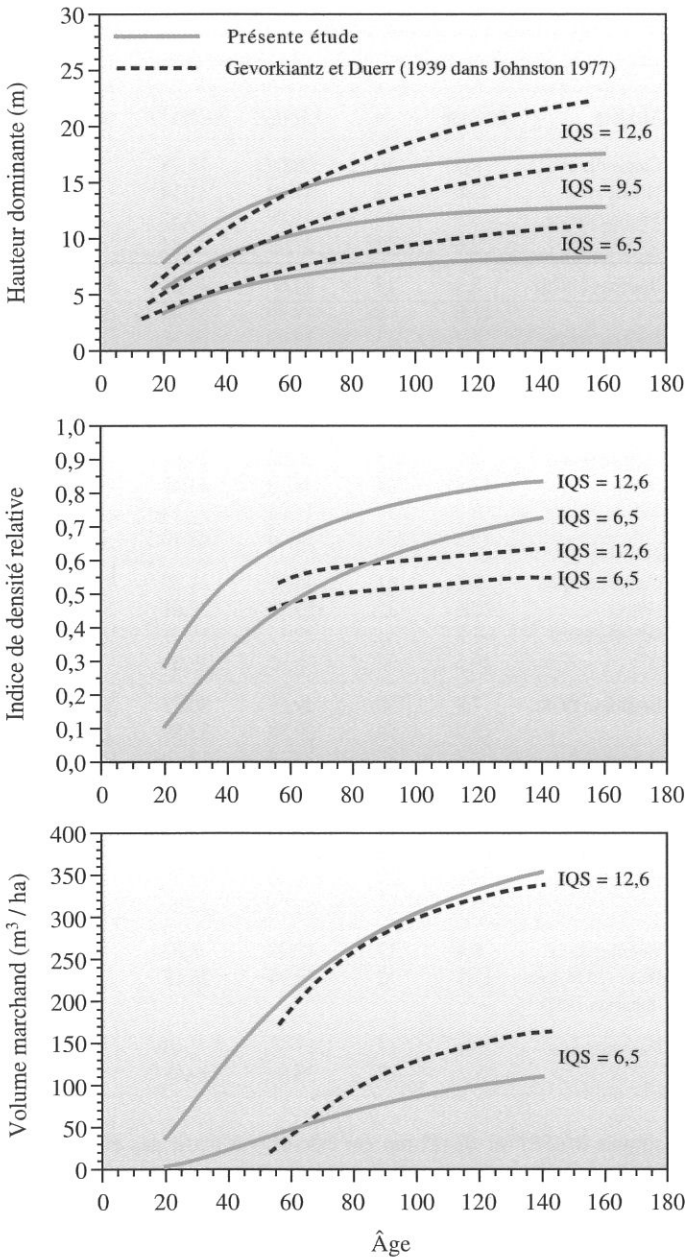 Présente étude
Gevorkiantz et Duerr (1939 dans Johnston 1977)
Hauteur dominante (m)
30
25
20
15
10
5
0
IQS = 12,6
IQS = 9,5
IQS = 6,5
0 20 40 60 80 100 120 140 160 180
Indice de densité relative
1,0
0,9
0,8
0,7
0,6
0,5
0,4
0,3
0,2
0,1
0,0
IQS = 12,6
IQS = 6,5
IQS = 12,6
IQS = 6,5
0 20 40 60 80 100 120 140 160 180
Volume marchand (m³ / ha)
400
350
300
250
200
150
100
50
0
IQS = 12,6
IQS = 6,5
0 20 40 60 80 100 120 140 160 180
Âge